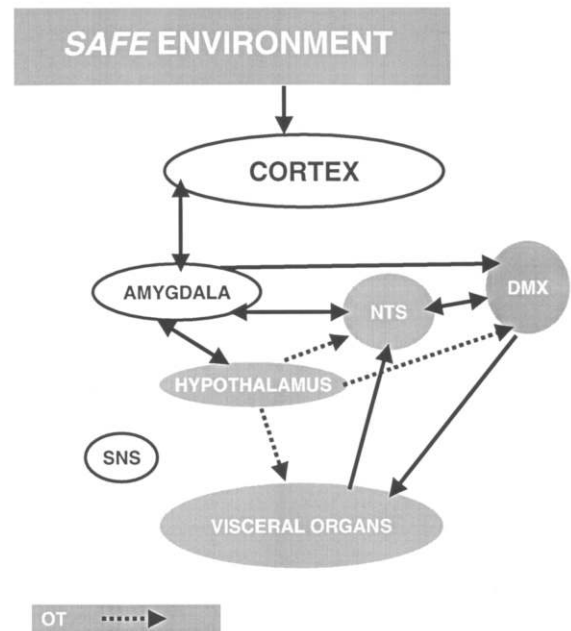 SAFE ENVIRONMENT
CORTEX
AMYGDALA
DMX
NTS
HYPOTHALAMUS
SNS
VISCERAL ORGANS
OT